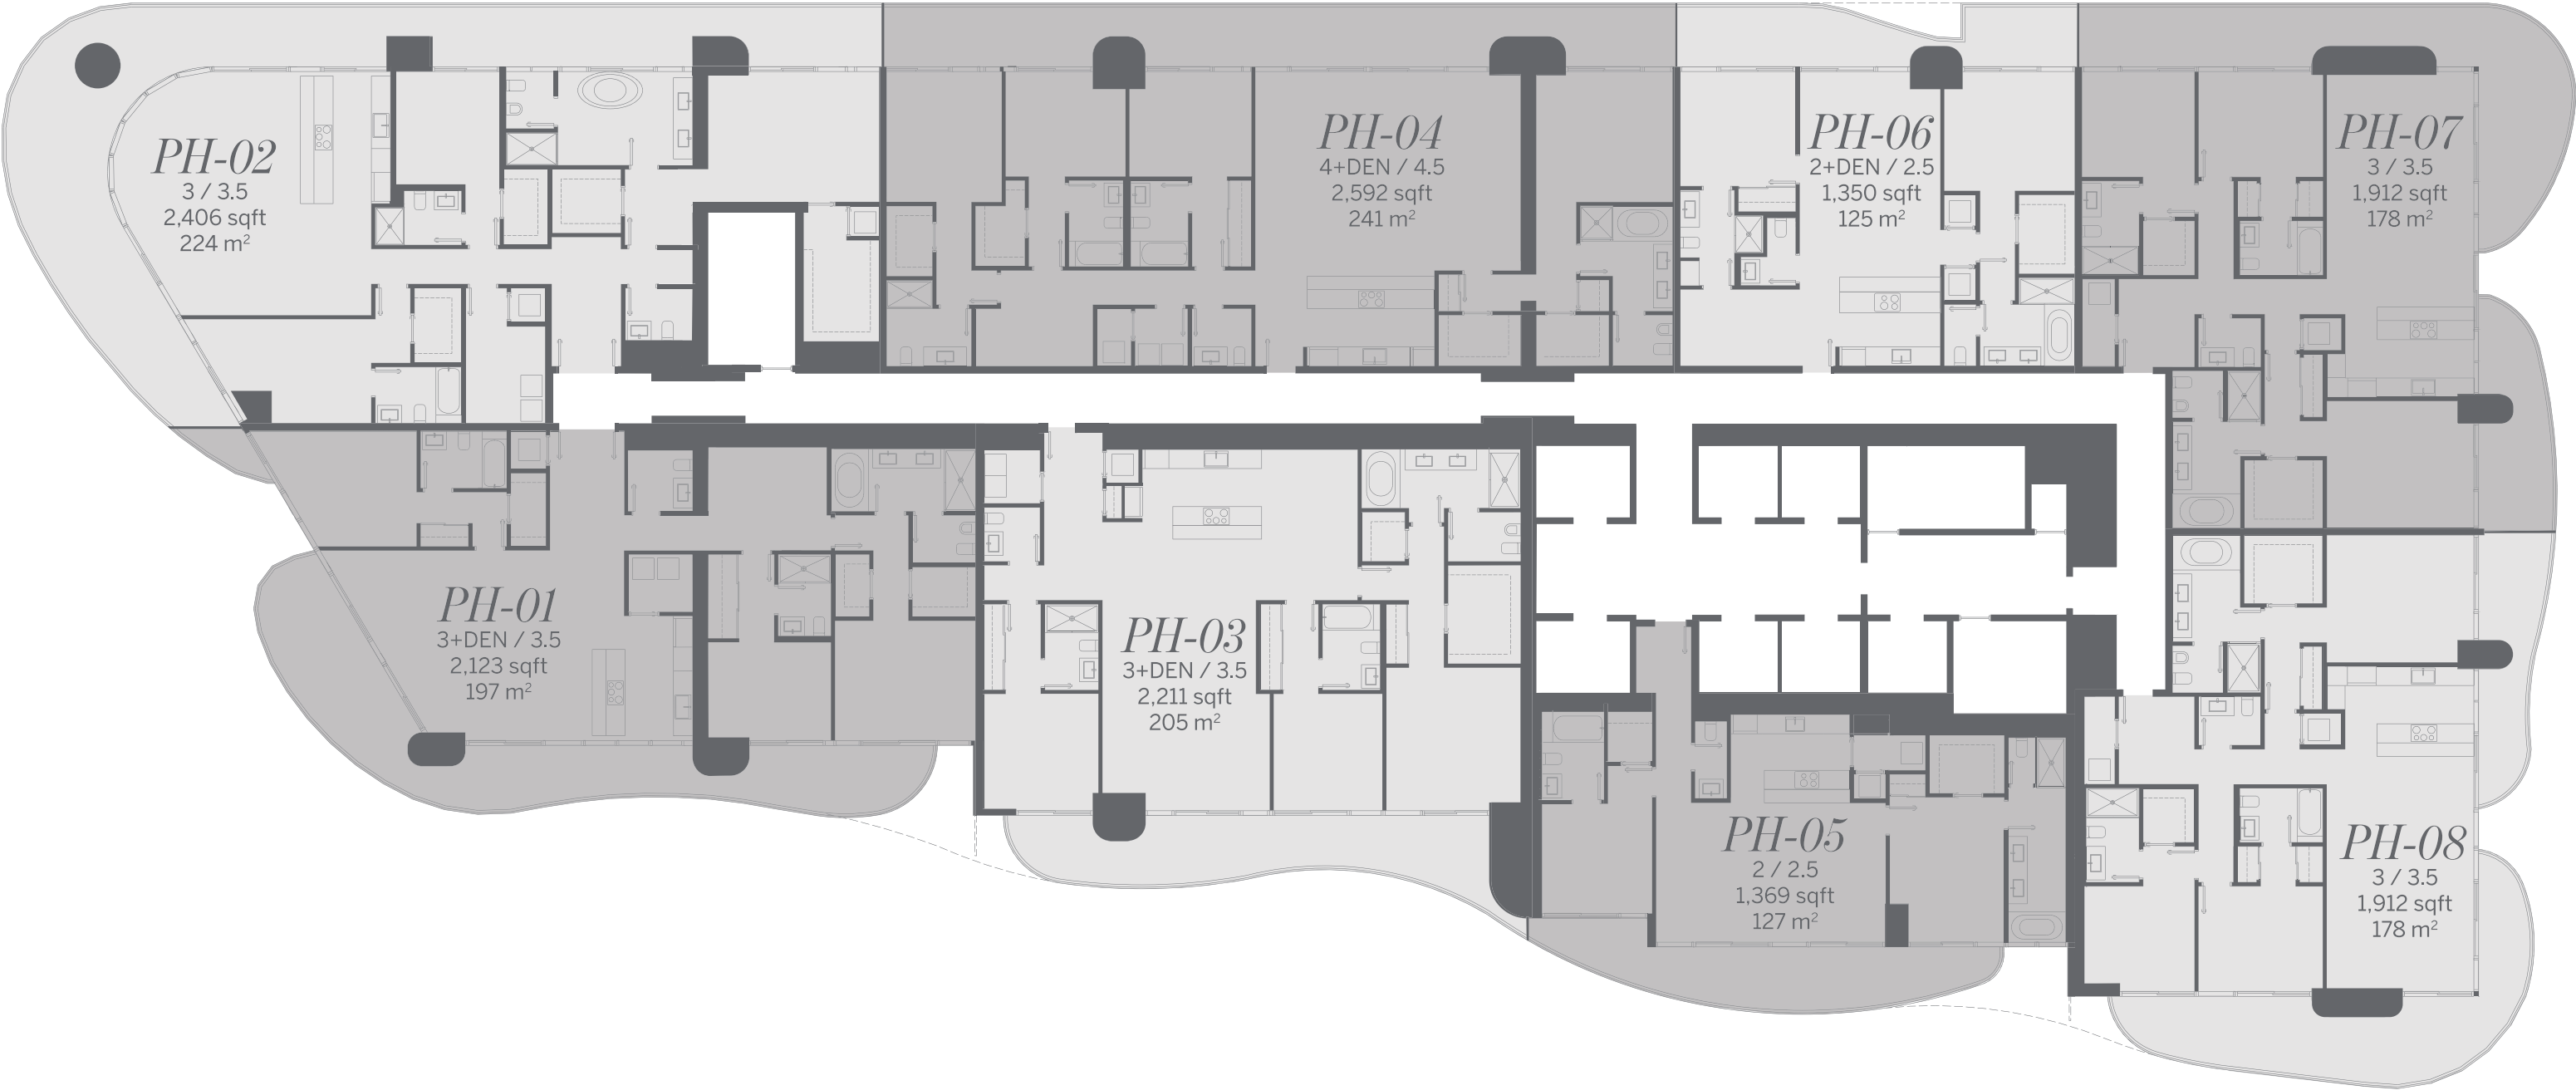 PH-02
3 / 3.5
2,406 sqft
224 m²
PH-04
4+DEN / 4.5
2,592 sqft
241 m²
PH-06
2+DEN / 2.5
1,350 sqft
125 m²
PH-07
3 / 3.5
1,912 sqft
178 m²
PH-01
3+DEN / 3.5
2,123 sqft
197 m²
PH-03
3+DEN / 3.5
2,211 sqft
205 m²
PH-05
2 / 2.5
1,369 sqft
127 m²
PH-08
3 / 3.5
1,912 sqft
178 m²